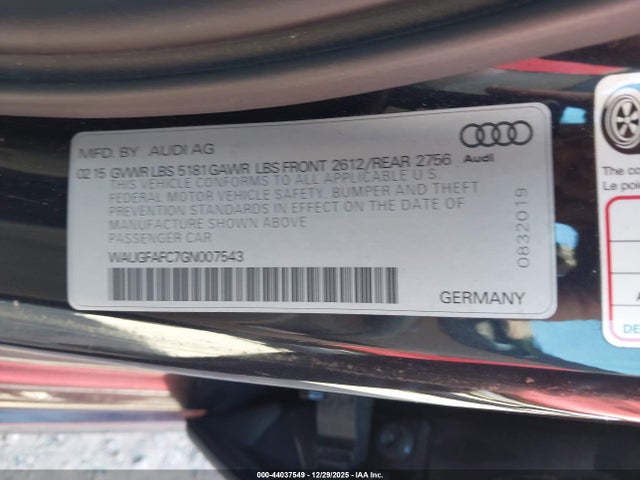 MFD. BY AUDI AG
02 15 GVWR LBS 5181 GAWR LBS FRONT 2612/REAR 2756
THIS VEHICLE CONFORMS TO ALL APPLICABLE U.S.
FEDERAL MOTOR VEHICLE SAFETY, BUMPER AND THEFT
PREVENTION STANDARDS IN EFFECT ON THE DATE OF
MANUFACTURE SHOWN ABOVE
PASSENGER CAR
WAUGFAFC7GN007543
Audi
0832019
GERMANY
The co
Le poi
A
DE
000-44037549 - 12/29/2025 - IAA Inc.